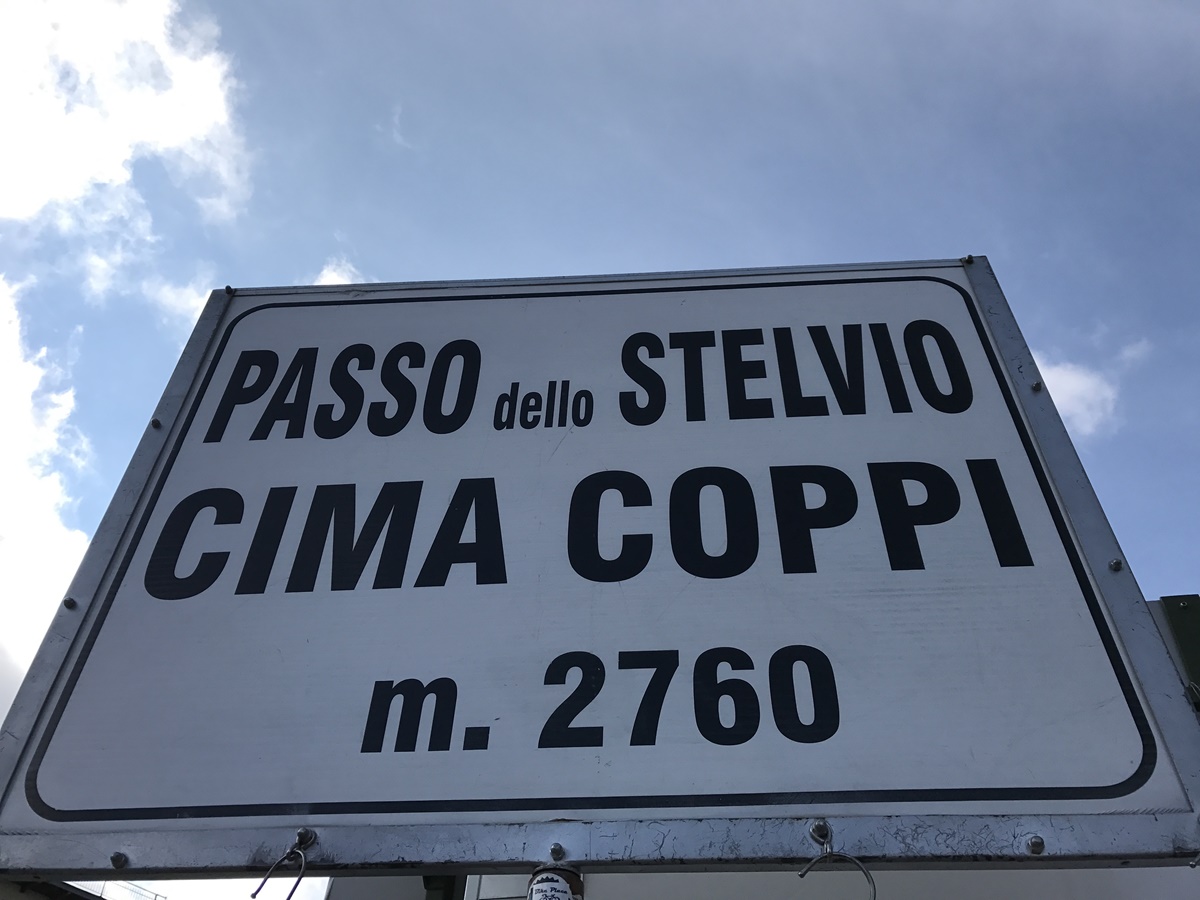 PASSO dello STELVIO
CIMA COPPI
m. 2760